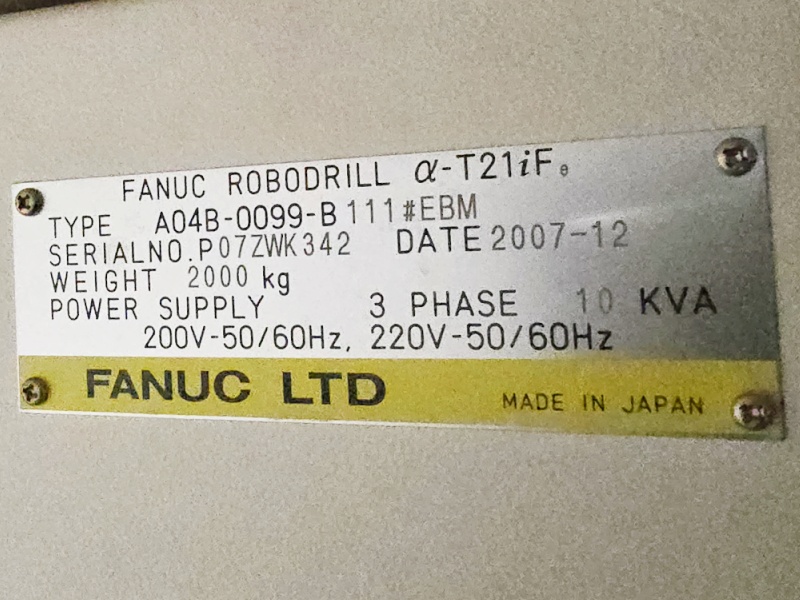 FANUC ROBODRILL α-T21iFe
TYPE A04B-0099-B111#EBM
SERIALNO.P07ZWK342 DATE 2007-12
WEIGHT 2000 kg
POWER SUPPLY 3 PHASE 10 KVA
200V-50/60Hz, 220V-50/60Hz
FANUC LTD MADE IN JAPAN